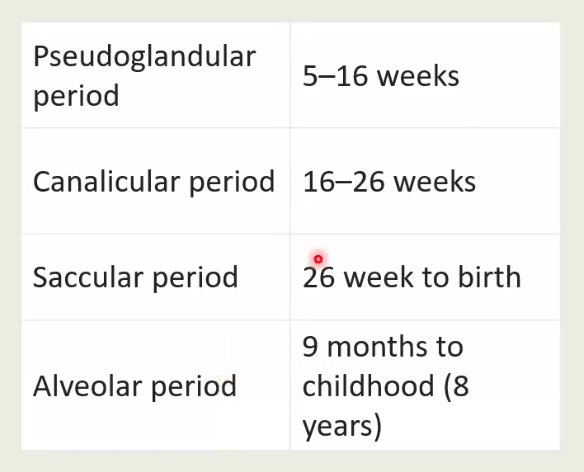 Pseudoglandular
period
5–16 weeks
Canalicular period
16–26 weeks
Saccular period
26 week to birth
Alveolar period
9 months to
childhood (8
years)